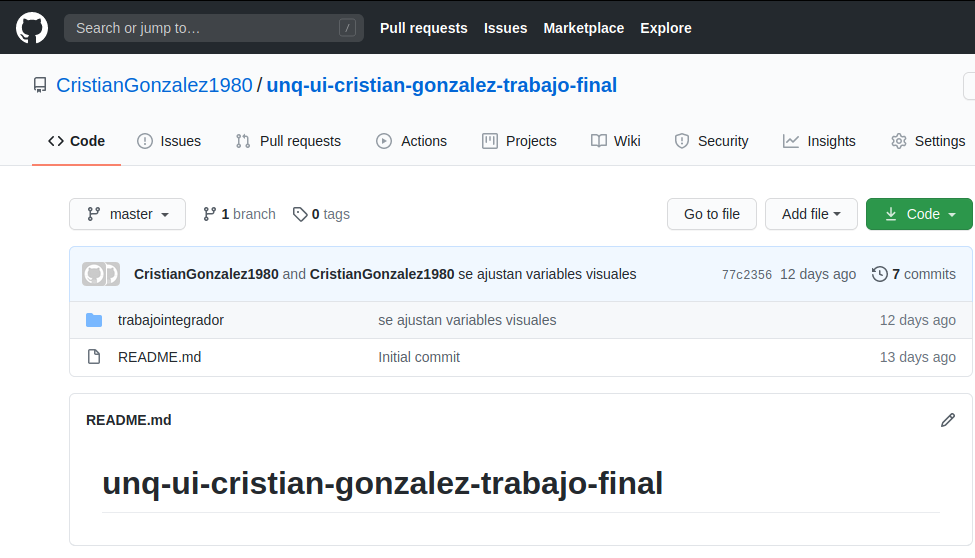 Search or jump to… / Pull requests Issues Marketplace Explore
CristianGonzalez1980 / unq-ui-cristian-gonzalez-trabajo-final
Code Issues Pull requests Actions Projects Wiki Security Insights Settings
master 1 branch 0 tags Go to file Add file Code
CristianGonzalez1980 and CristianGonzalez1980 se ajustan variables visuales 77c2356 12 days ago 7 commits
trabajointegrador se ajustan variables visuales 12 days ago
README.md Initial commit 13 days ago
README.md
unq-ui-cristian-gonzalez-trabajo-final